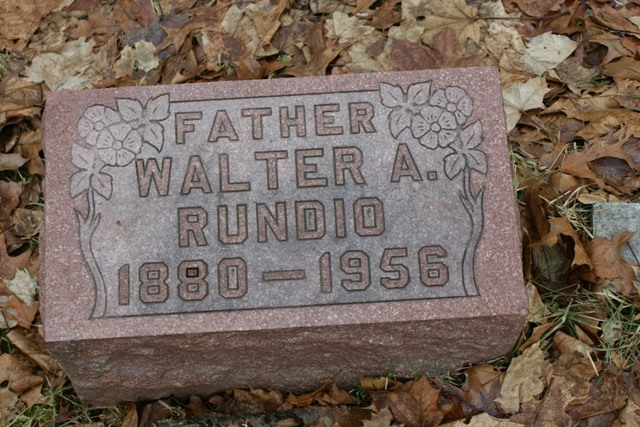 FATHER
WALTER A.
RUNDIO
1880 — 1956